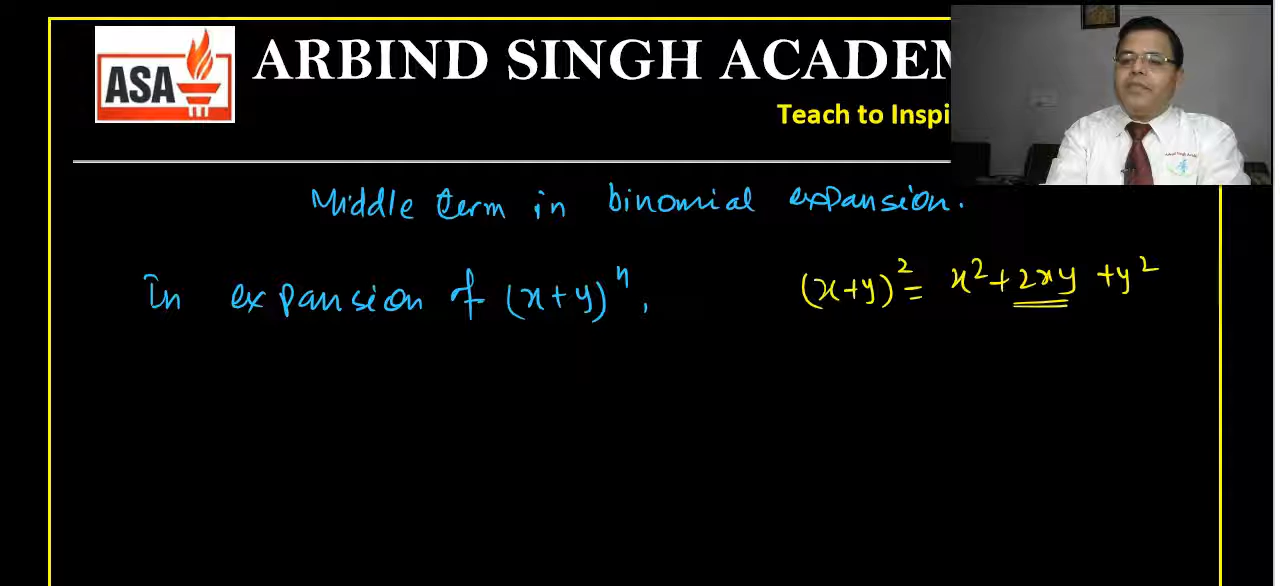 ASA
ARBIND SINGH ACADEM
Teach to Inspi
Middle term in binomial expansion.
In expansion of (x+y)ⁿ,
(x+y)² = x² + 2xy + y²